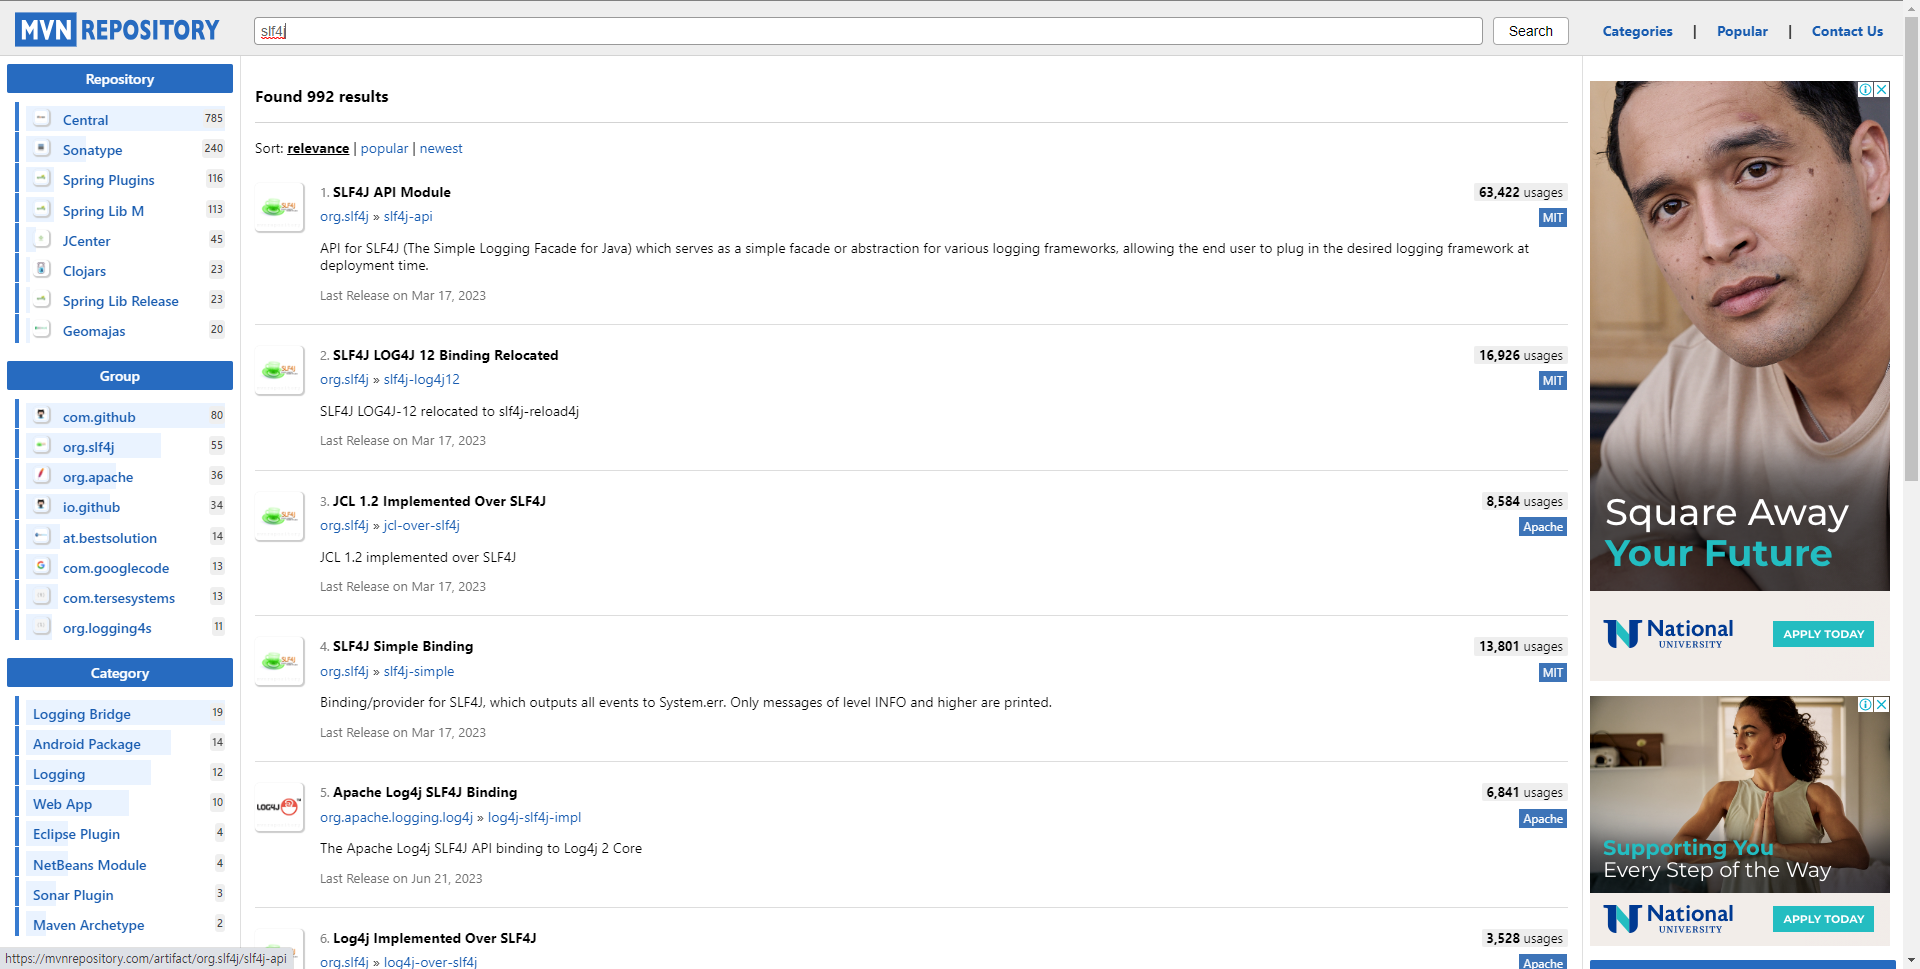 MVN REPOSITORY
slf4j
Search
Categories | Popular | Contact Us
Repository
Central 785
Sonatype 240
Spring Plugins 116
Spring Lib M 113
JCenter 45
Clojars 23
Spring Lib Release 23
Geomajas 20
Group
com.github 80
org.slf4j 55
org.apache 36
io.github 34
at.bestsolution 14
com.googlecode 13
com.tersesystems 13
org.logging4s 11
Category
Logging Bridge 19
Android Package 14
Logging 12
Web App 10
Eclipse Plugin 4
NetBeans Module 4
Sonar Plugin 3
Maven Archetype 2
https://mvnrepository.com/artifact/org.slf4j/slf4j-api
Found 992 results
Sort: relevance | popular | newest
1. SLF4J API Module 63,422 usages
org.slf4j » slf4j-api MIT
API for SLF4J (The Simple Logging Facade for Java) which serves as a simple facade or abstraction for various logging frameworks, allowing the end user to plug in the desired logging framework at
deployment time.
Last Release on Mar 17, 2023
2. SLF4J LOG4J 12 Binding Relocated 16,926 usages
org.slf4j » slf4j-log4j12 MIT
SLF4J LOG4J-12 relocated to slf4j-reload4j
Last Release on Mar 17, 2023
3. JCL 1.2 Implemented Over SLF4J 8,584 usages
org.slf4j » jcl-over-slf4j Apache
JCL 1.2 implemented over SLF4J
Last Release on Mar 17, 2023
4. SLF4J Simple Binding 13,801 usages
org.slf4j » slf4j-simple MIT
Binding/provider for SLF4J, which outputs all events to System.err. Only messages of level INFO and higher are printed.
Last Release on Mar 17, 2023
5. Apache Log4j SLF4J Binding 6,841 usages
org.apache.logging.log4j » log4j-slf4j-impl Apache
The Apache Log4j SLF4J API binding to Log4j 2 Core
Last Release on Jun 21, 2023
6. Log4j Implemented Over SLF4J 3,528 usages
org.slf4j » log4j-over-slf4j Apache
Square Away
Your Future
National
UNIVERSITY
APPLY TODAY
Supporting You
Every Step of the Way
National
UNIVERSITY
APPLY TODAY